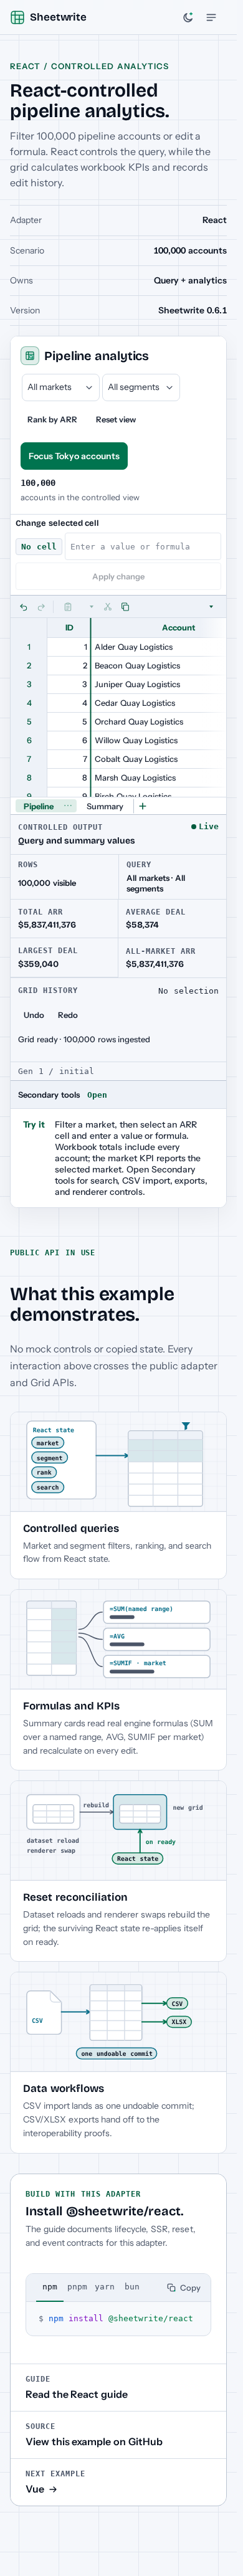 Sheetwrite
REACT / CONTROLLED ANALYTICS
React-controlled
pipeline analytics.
Filter 100,000 pipeline accounts or edit a
formula. React controls the query, while the
grid calculates workbook KPIs and records
edit history.
Adapter React
Scenario 100,000 accounts
Owns Query + analytics
Version Sheetwrite 0.6.1
Pipeline analytics
All markets All segments
Rank by ARR Reset view
Focus Tokyo accounts
100,000
accounts in the controlled view
Change selected cell
No cell Enter a value or formula
Apply change
ID Account
1 1 Alder Quay Logistics
2 2 Beacon Quay Logistics
3 3 Juniper Quay Logistics
4 4 Cedar Quay Logistics
5 5 Orchard Quay Logistics
6 6 Willow Quay Logistics
7 7 Cobalt Quay Logistics
8 8 Marsh Quay Logistics
9 9 Birch Quay Logistics
Pipeline ... Summary +
CONTROLLED OUTPUT Live
Query and summary values
ROWS
100,000 visible
QUERY
All markets · All
segments
TOTAL ARR
$5,837,411,376
AVERAGE DEAL
$58,374
LARGEST DEAL
$359,040
ALL-MARKET ARR
$5,837,411,376
GRID HISTORY No selection
Undo Redo
Grid ready · 100,000 rows ingested
Gen 1 / initial
Secondary tools Open
Try it Filter a market, then select an ARR
cell and enter a value or formula.
Workbook totals include every
account; the market KPI reports the
selected market. Open Secondary
tools for search, CSV import, exports,
and renderer controls.
PUBLIC API IN USE
What this example
demonstrates.
No mock controls or copied state. Every
interaction above crosses the public adapter
and Grid APIs.
React state
market
segment
rank
search
Controlled queries
Market and segment filters, ranking, and search
flow from React state.
=SUM(named range)
=AVG
=SUMIF · market
Formulas and KPIs
Summary cards read real engine formulas (SUM
over a named range, AVG, SUMIF per market)
and recalculate on every edit.
rebuild
new grid
dataset reload
renderer swap
on ready
React state
Reset reconciliation
Dataset reloads and renderer swaps rebuild the
grid; the surviving React state re-applies itself
on ready.
CSV
CSV
XLSX
one undoable commit
Data workflows
CSV import lands as one undoable commit;
CSV/XLSX exports hand off to the
interoperability proofs.
BUILD WITH THIS ADAPTER
Install @sheetwrite/react.
The guide documents lifecycle, SSR, reset,
and event contracts for this adapter.
npm pnpm yarn bun Copy
$ npm install @sheetwrite/react
GUIDE
Read the React guide
SOURCE
View this example on GitHub
NEXT EXAMPLE
Vue →